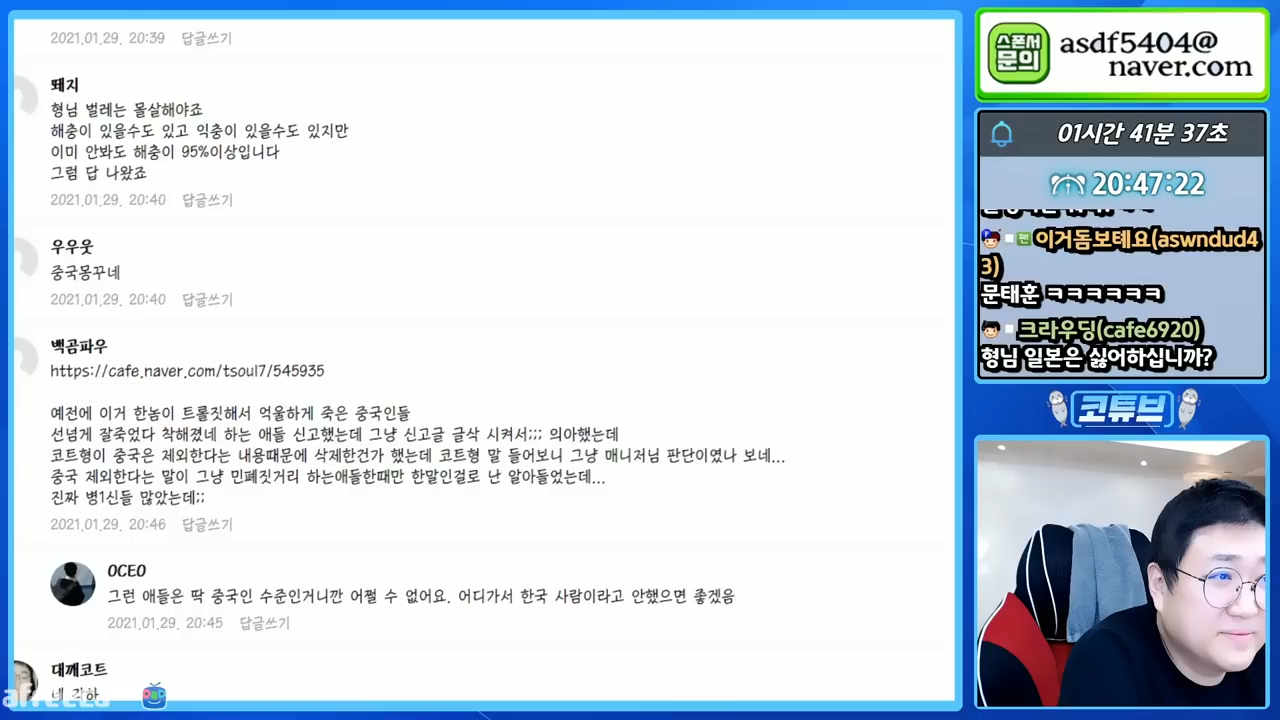 2021.01.29. 20:39 답글쓰기
뙈지
형님 벌레는 몰살해야죠
해충이 있을수도 있고 익충이 있을수도 있지만
이미 안봐도 해충이 95%이상입니다
그럼 답 나왔죠
2021.01.29. 20:40 답글쓰기
우우웃
중국몽꾸네
2021.01.29. 20:40 답글쓰기
백곰파우
https://cafe.naver.com/tsoul7/545935
예전에 이거 한놈이 트롤짓해서 억울하게 죽은 중국인들
선넘게 잘죽었다 착해졌네 하는 애들 신고했는데 그냥 신고글 글삭 시켜서;;; 의아했는데
코트형이 중국은 제외한다는 내용때문에 삭제한건가 했는데 코트형 말 들어보니 그냥 매니저님 판단이였나 보네...
중국 제외한다는 말이 그냥 민폐짓거리 하는애들한때만 한말인걸로 난 알아들었는데...
진짜 병1신들 많았는데;;
2021.01.29. 20:46 답글쓰기
OCEO
그런 애들은 딱 중국인 수준인거니깐 어쩔 수 없어요. 어디가서 한국 사람이라고 안했으면 좋겠음
2021.01.29. 20:45 답글쓰기
대깨코트
afreeca
스폰서
문의
asdf5404@
naver.com
01시간 41분 37초
20:47:22
팬 이거돔보테요(aswndud4
3)
문태훈 ㅋㅋㅋㅋㅋㅋ
크라우딩(cafe6920)
형님 일본은 싫어하십니까?
코튜브